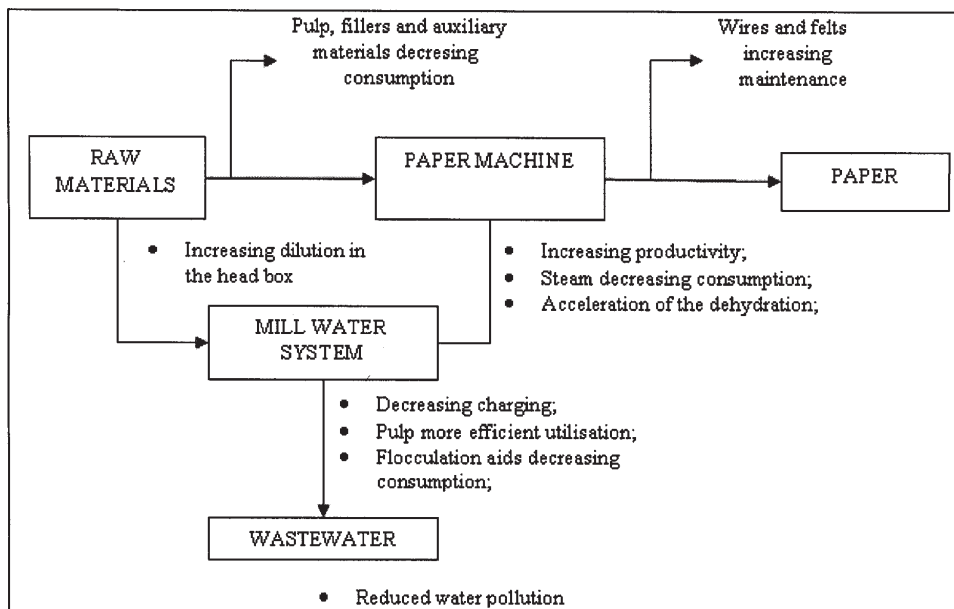 Pulp, fillers and auxiliary
materials decresing
consumption
Wires and felts
increasing
maintenance
RAW
MATERIALS
PAPER MACHINE
PAPER
• Increasing dilution in
the head box
• Increasing productivity;
• Steam decreasing consumption;
• Acceleration of the dehydration;
MILL WATER
SYSTEM
• Decreasing charging;
• Pulp more efficient utilisation;
• Flocculation aids decreasing
consumption;
WASTEWATER
• Reduced water pollution